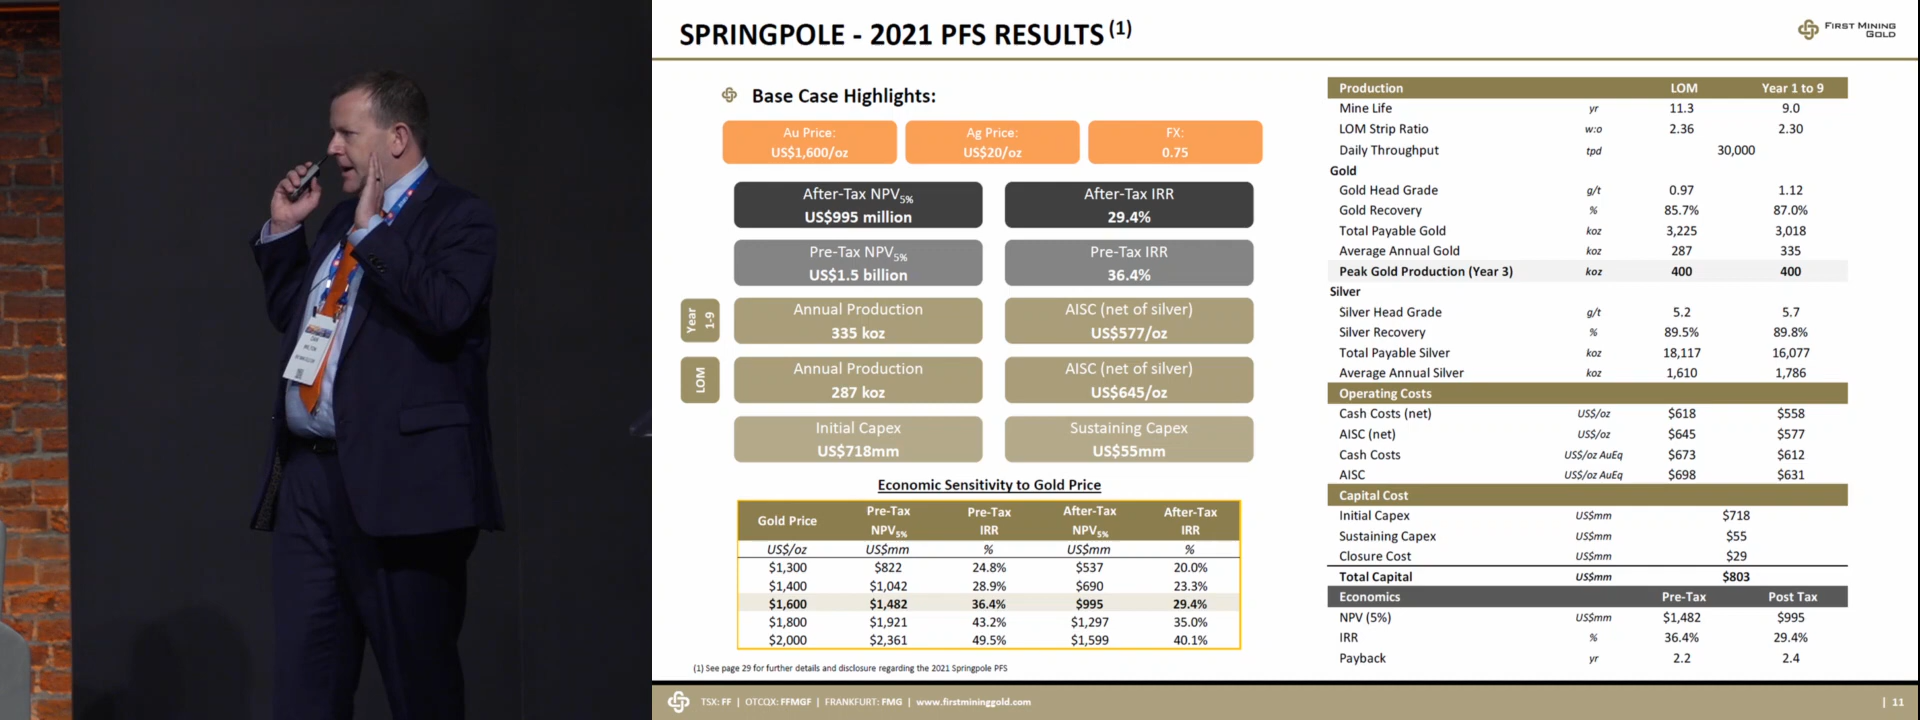 SPRINGPOLE - 2021 PFS RESULTS (1)
FIRST MINING
GOLD
Base Case Highlights:
Au Price:
US$1,600/oz
Ag Price:
US$20/oz
FX:
0.75
After-Tax NPV5%
US$995 million
After-Tax IRR
29.4%
Pre-Tax NPV5%
US$1.5 billion
Pre-Tax IRR
36.4%
Year
1-9
Annual Production
335 koz
AISC (net of silver)
US$577/oz
LOM
Annual Production
287 koz
AISC (net of silver)
US$645/oz
Initial Capex
US$718mm
Sustaining Capex
US$55mm
Economic Sensitivity to Gold Price
Gold Price Pre-Tax NPV5% Pre-Tax IRR After-Tax NPV5% After-Tax IRR
US$/oz US$mm % US$mm %
$1,300 $822 24.8% $537 20.0%
$1,400 $1,042 28.9% $690 23.3%
$1,600 $1,482 36.4% $995 29.4%
$1,800 $1,921 43.2% $1,297 35.0%
$2,000 $2,361 49.5% $1,599 40.1%
(1) See page 29 for further details and disclosure regarding the 2021 Springpole PFS
Production LOM Year 1 to 9
Mine Life yr 11.3 9.0
LOM Strip Ratio w:o 2.36 2.30
Daily Throughput tpd 30,000
Gold
Gold Head Grade g/t 0.97 1.12
Gold Recovery % 85.7% 87.0%
Total Payable Gold koz 3,225 3,018
Average Annual Gold koz 287 335
Peak Gold Production (Year 3) koz 400 400
Silver
Silver Head Grade g/t 5.2 5.7
Silver Recovery % 89.5% 89.8%
Total Payable Silver koz 18,117 16,077
Average Annual Silver koz 1,610 1,786
Operating Costs
Cash Costs (net) US$/oz $618 $558
AISC (net) US$/oz $645 $577
Cash Costs US$/oz AuEq $673 $612
AISC US$/oz AuEq $698 $631
Capital Cost
Initial Capex US$mm $718
Sustaining Capex US$mm $55
Closure Cost US$mm $29
Total Capital US$mm $803
Economics Pre-Tax Post Tax
NPV (5%) US$mm $1,482 $995
IRR % 36.4% 29.4%
Payback yr 2.2 2.4
TSX: FF | OTCQX: FFMGF | FRANKFURT: FMG | www.firstmininggold.com
| 11